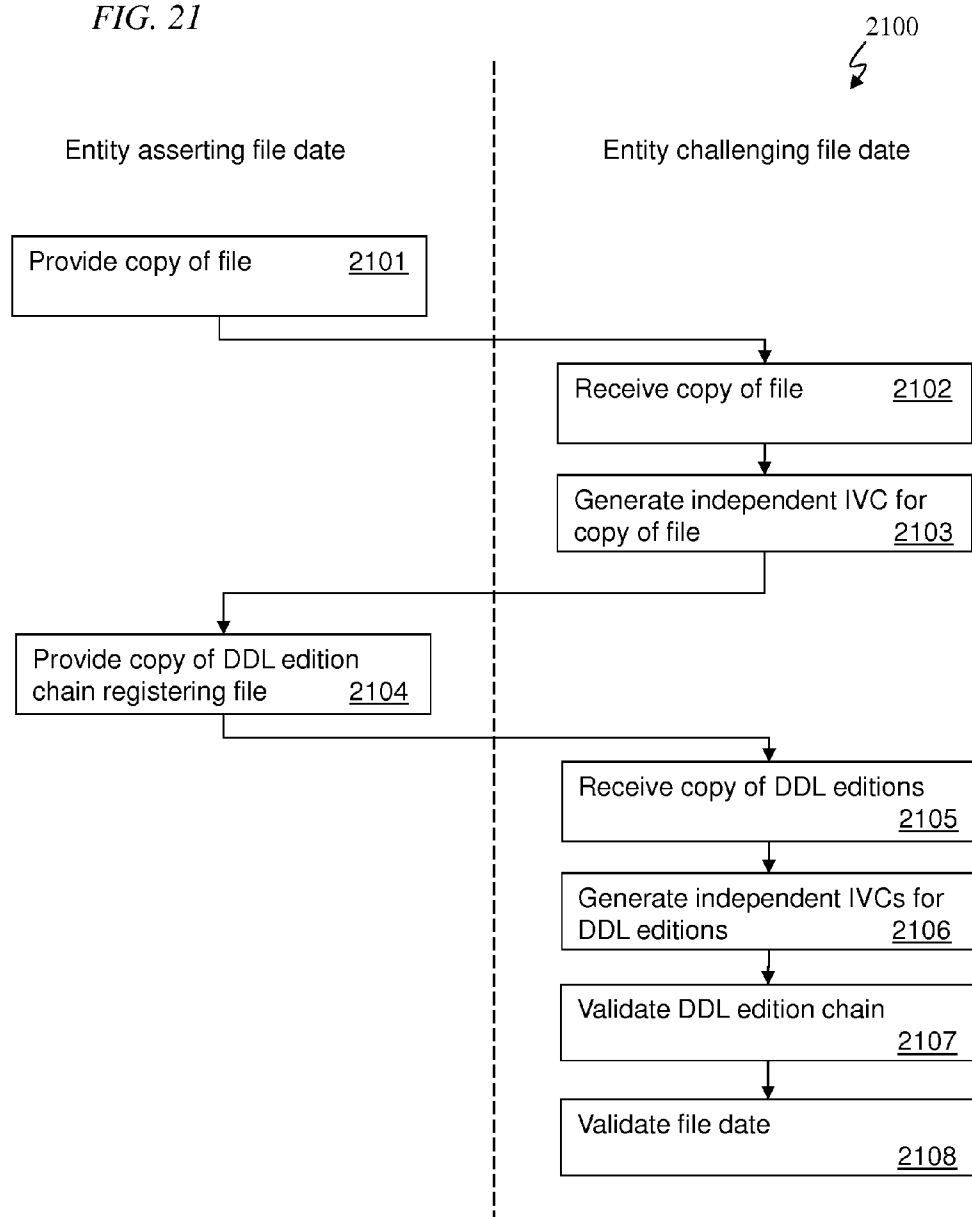 FIG. 21
2100
Entity asserting file date
Entity challenging file date
Provide copy of file 2101
Receive copy of file 2102
Generate independent IVC for
copy of file 2103
Provide copy of DDL edition
chain registering file 2104
Receive copy of DDL editions
2105
Generate independent IVCs for
DDL editions 2106
Validate DDL edition chain
2107
Validate file date
2108